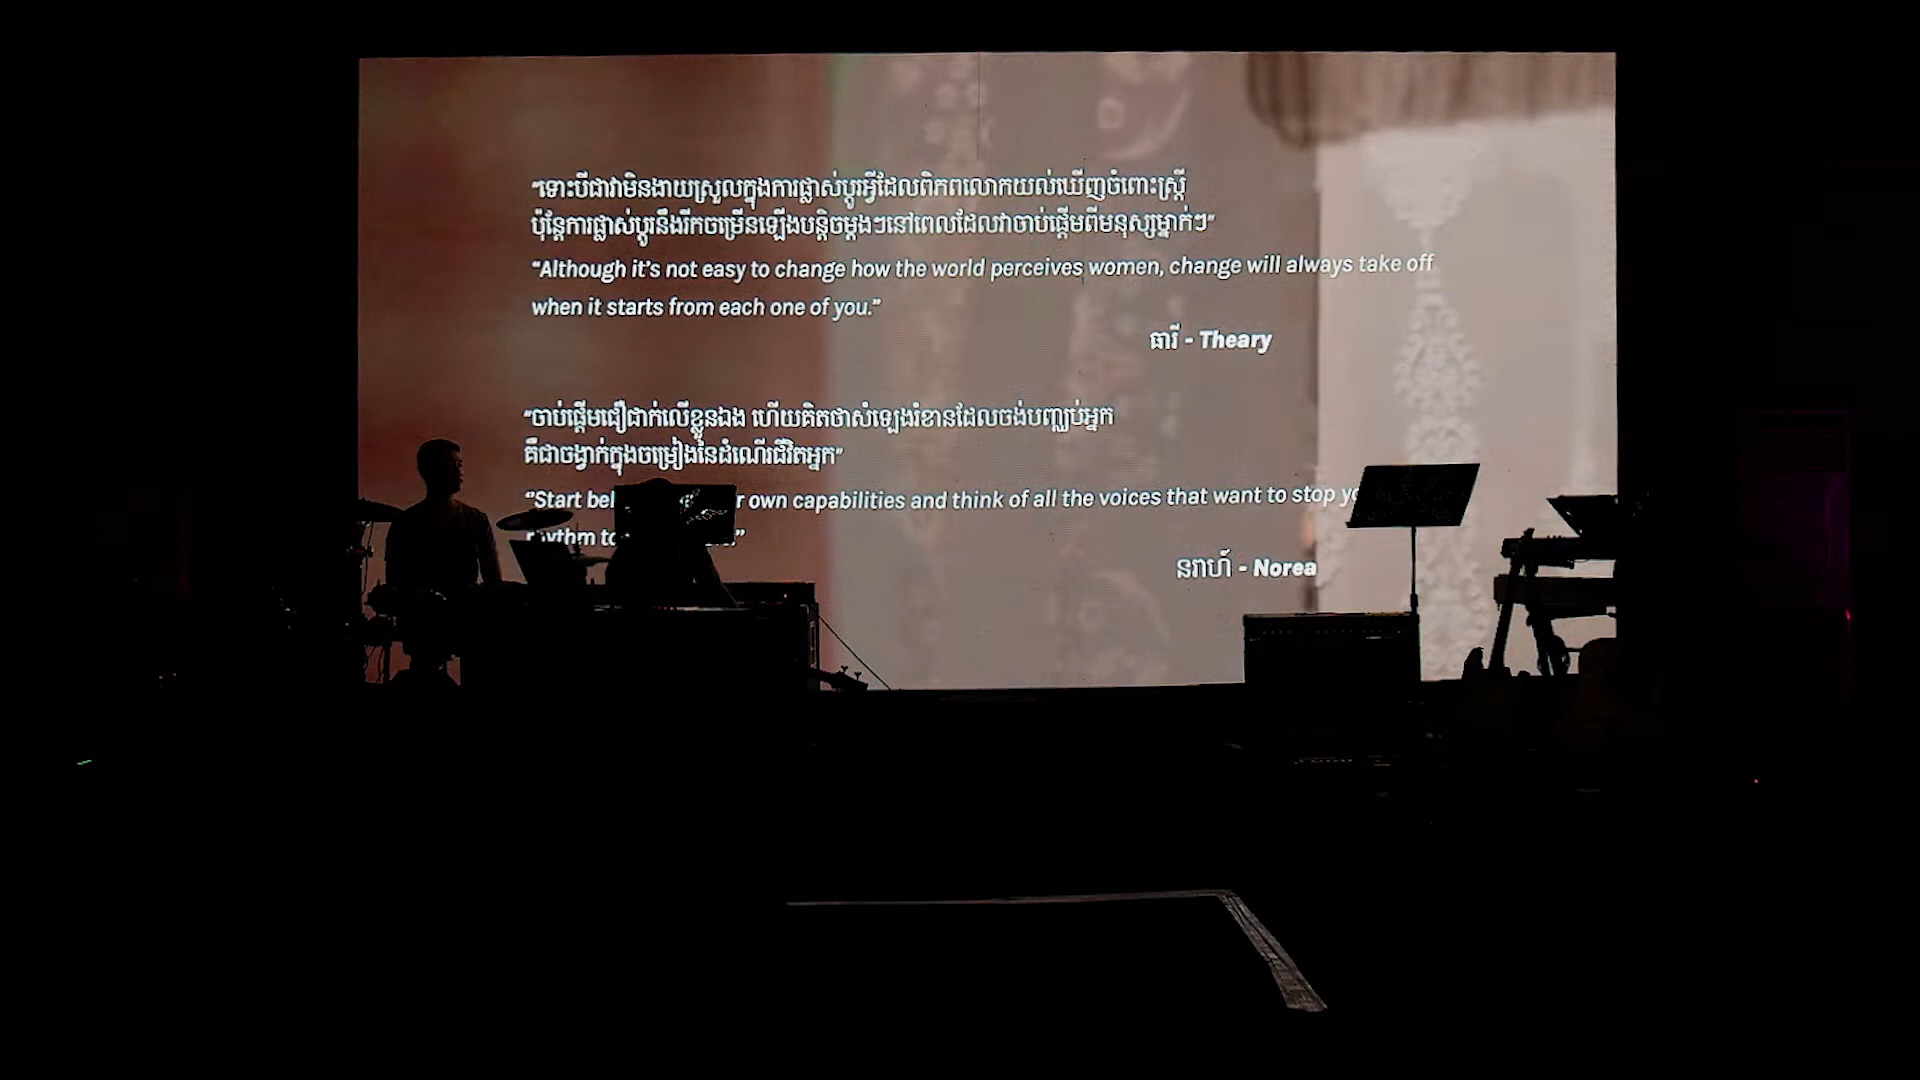 “ទោះបីជាវាមិនងាយស្រួលក្នុងការផ្លាស់ប្តូរអ្វីដែលពិភពលោកយល់ឃើញចំពោះស្ត្រី
ប៉ុន្តែការផ្លាស់ប្តូរនឹងរីកចម្រើនឡើងបន្តិចម្តងៗនៅពេលដែលវាចាប់ផ្តើមពីមនុស្សម្នាក់ៗ”
“Although it’s not easy to change how the world perceives women, change will always take off
when it starts from each one of you.”
ធារី - Theary
“ចាប់ផ្តើមជឿជាក់លើខ្លួនឯង ហើយគិតថាសំឡេងរំខានដែលចង់បញ្ឈប់អ្នក
គឺជាចង្វាក់ក្នុងចម្រៀងនៃដំណើរជីវិតអ្នក”
“Start own capabilities and think of all the voices that want to stop
នរាហ៍ - Norea